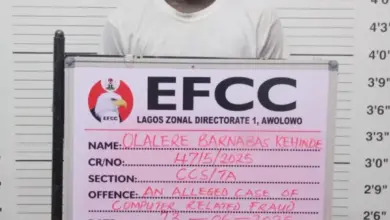 EFCC
LAGOS ZONAL DIRECTORATE 1, AWOLOWO
EFCC
NAME: OLALERE BARNABAS KEHINDE
CR/NO: 4715/2025
SECTION: CCS/7A
OFFENCE: AN ALLEGED CASE OF
COMPUTER RELATED FRAUD
4'3"
4'0"
3'9"
3'6"
3'3"
3'0"
2'9"
2'6"